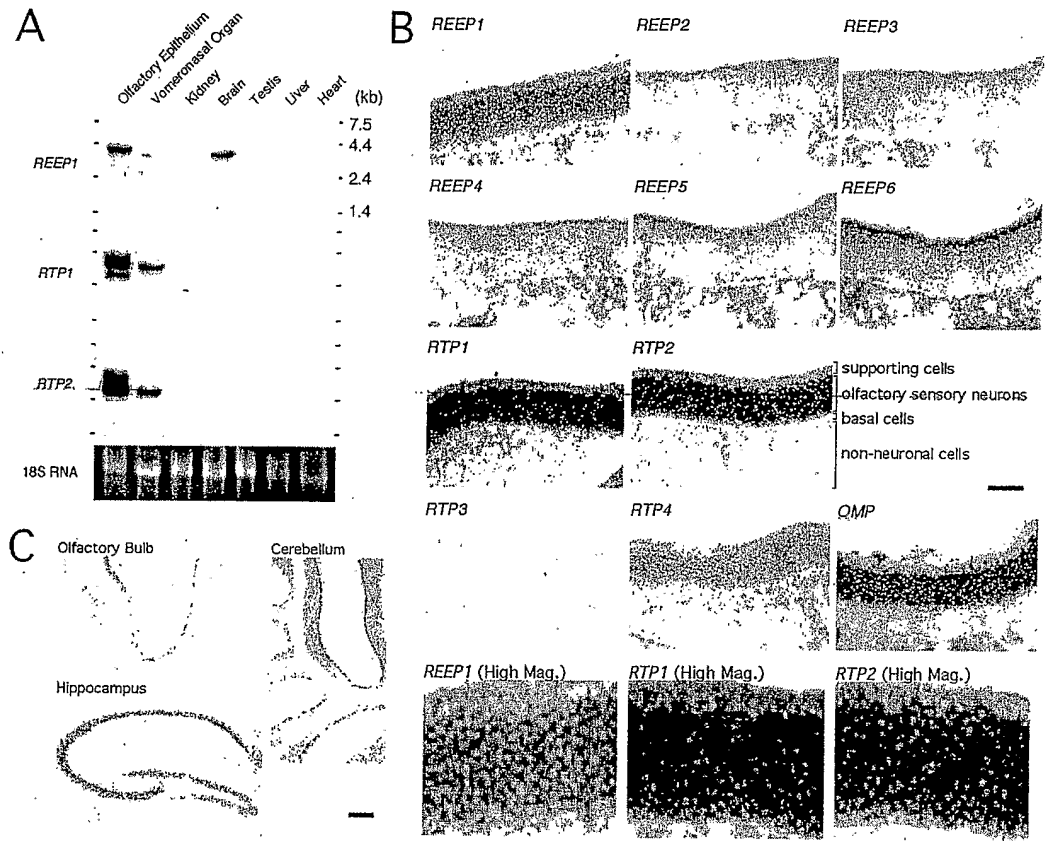 A
Olfactory Epithelium
Vomeronasal Organ
Kidney
Brain
Testis
Liver
Heart
(kb)
7.5
4.4
2.4
1.4
REEP1
RTP1
RTP2
18S RNA
B
REEP1 REEP2 REEP3
REEP4 REEP5 REEP6
RTP1 RTP2
supporting cells
olfactory sensory neurons
basal cells
non-neuronal cells
RTP3 RTP4 OMP
REEP1 (High Mag.) RTP1 (High Mag.) RTP2 (High Mag.)
C
Olfactory Bulb Cerebellum
Hippocampus